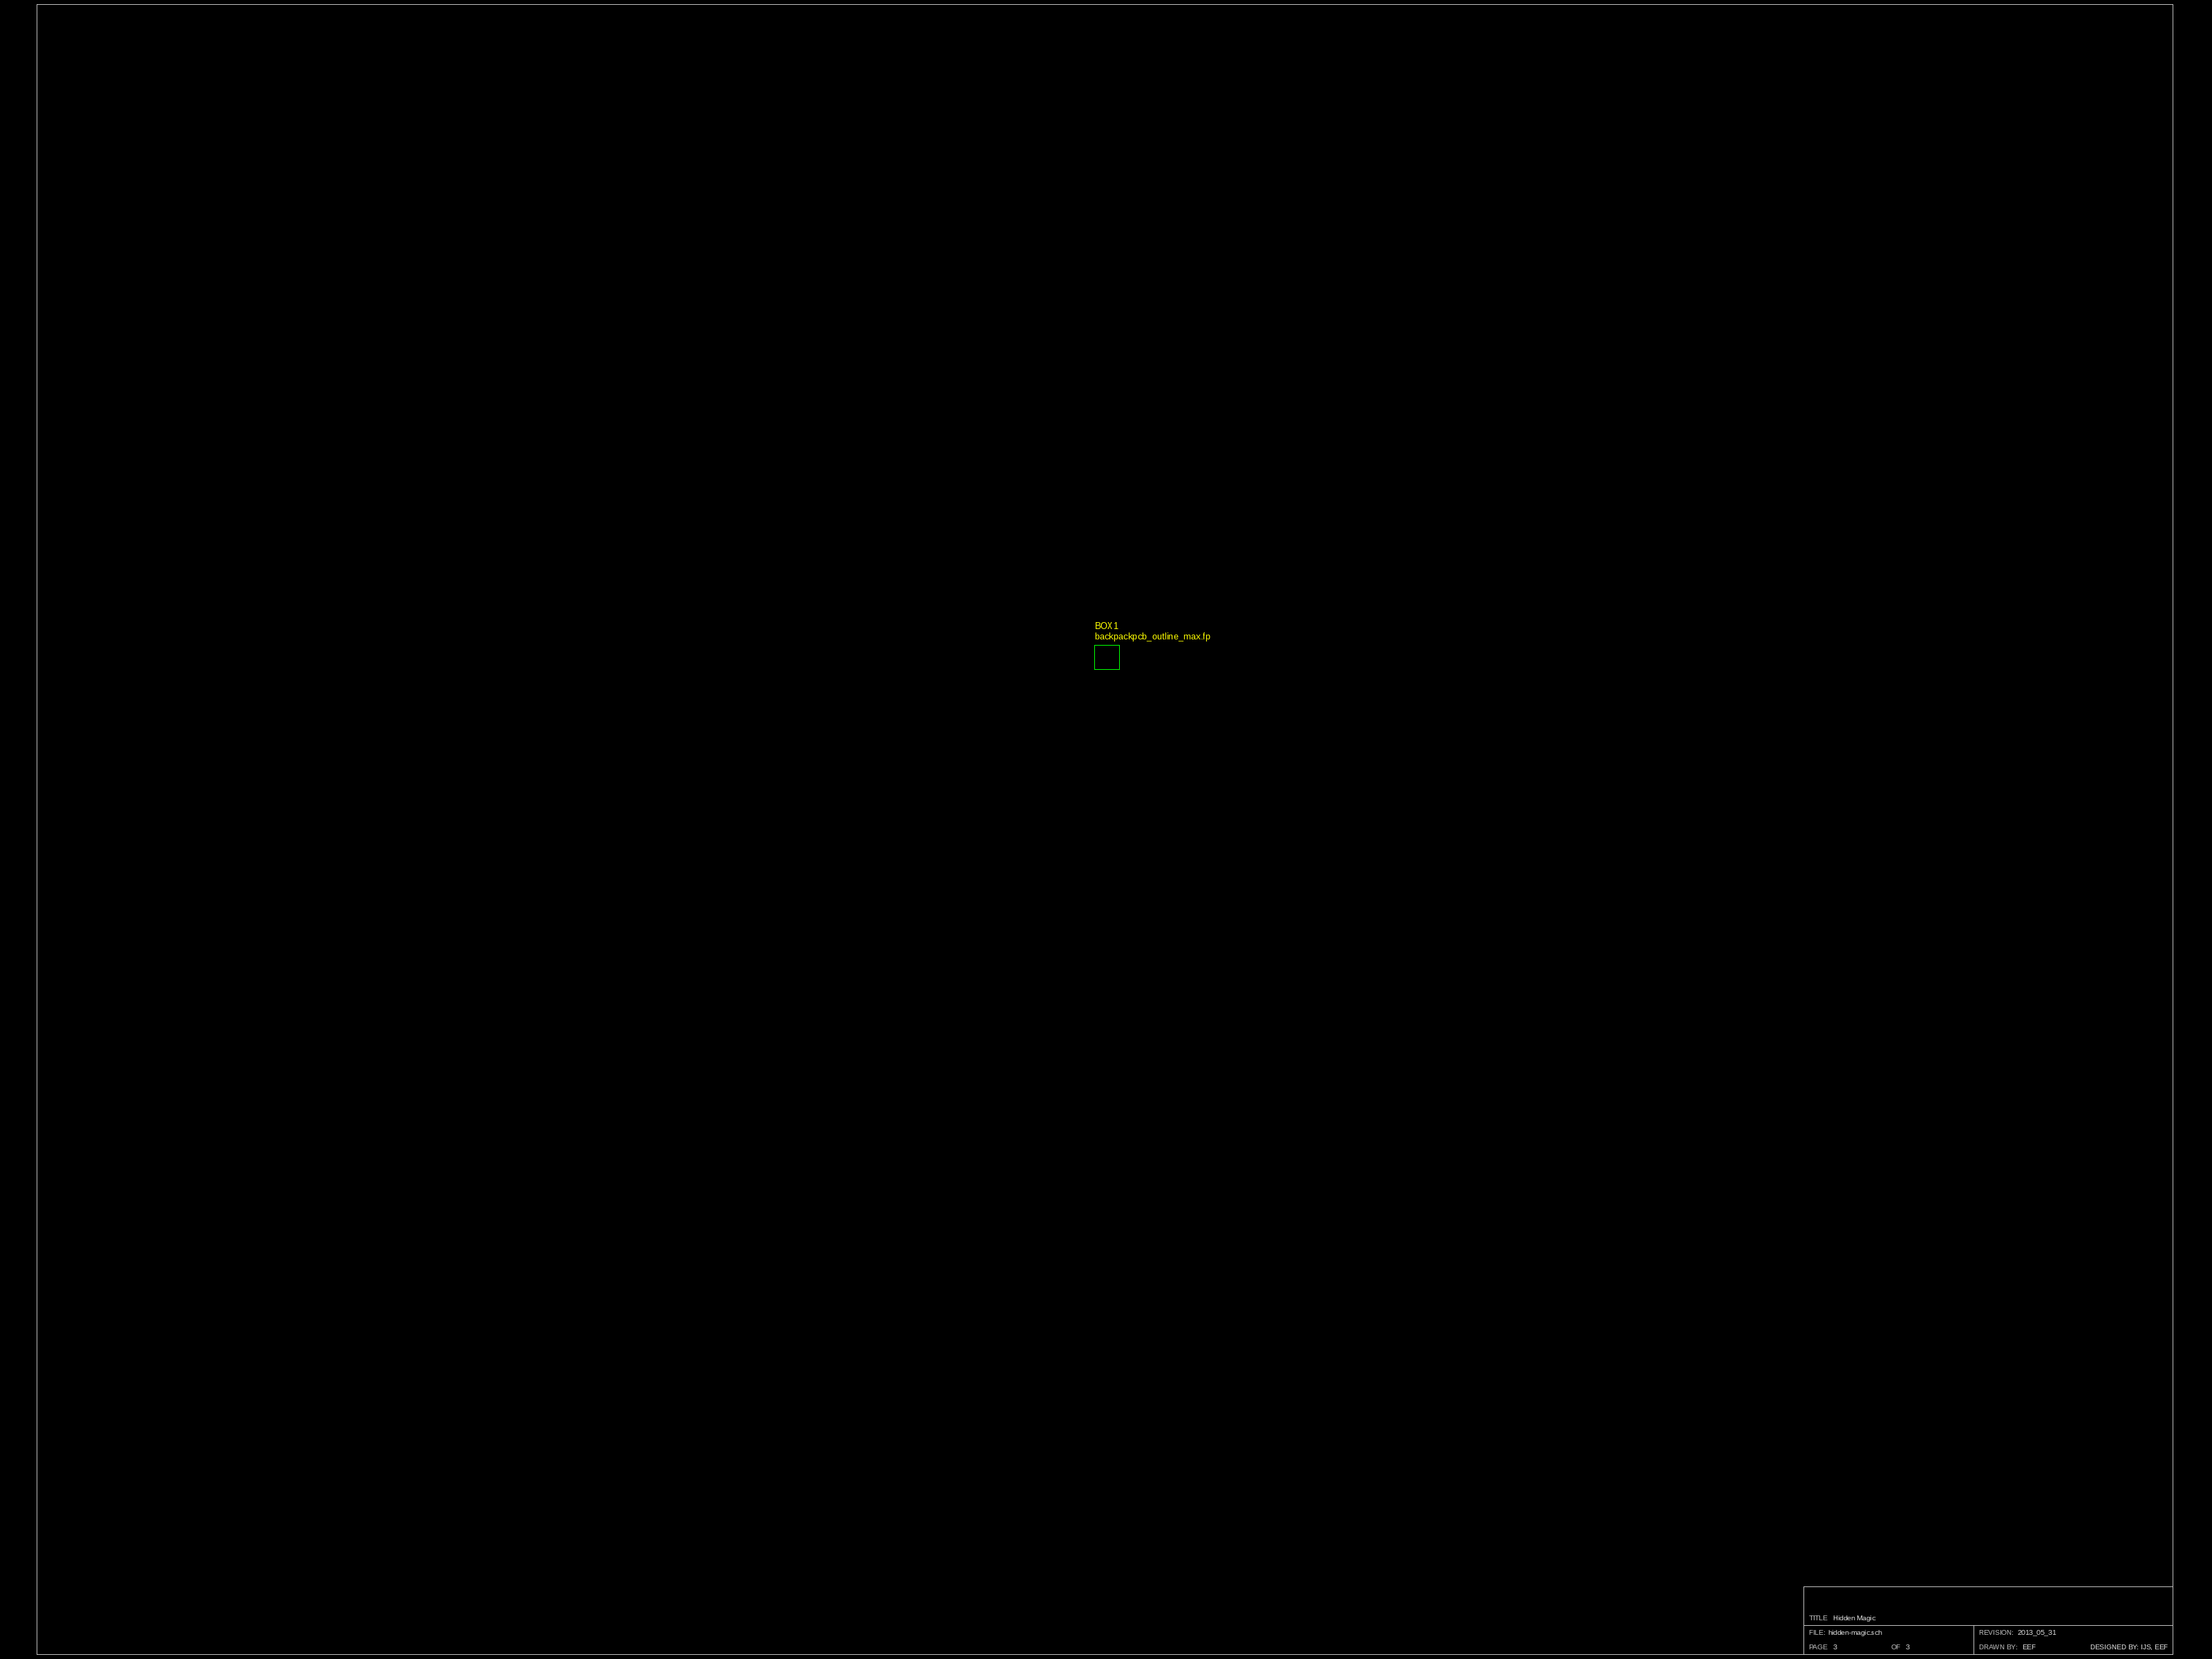 BOX1
backpackpcb_outline_max.fp
TITLE Hidden Magic
FILE: hidden-magic.sch
REVISION: 2013_05_31
PAGE 3 OF 3
DRAWN BY: EEF
DESIGNED BY: IJS, EEF